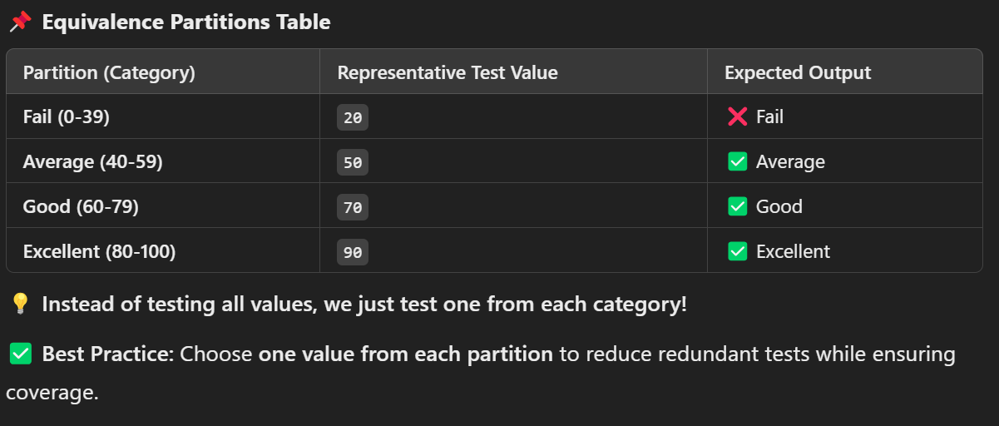 📌 Equivalence Partitions Table
Partition (Category) Representative Test Value Expected Output
Fail (0-39) 20 ❌ Fail
Average (40-59) 50 ✅ Average
Good (60-79) 70 ✅ Good
Excellent (80-100) 90 ✅ Excellent
💡 Instead of testing all values, we just test one from each category!
✅ Best Practice: Choose one value from each partition to reduce redundant tests while ensuring
coverage.